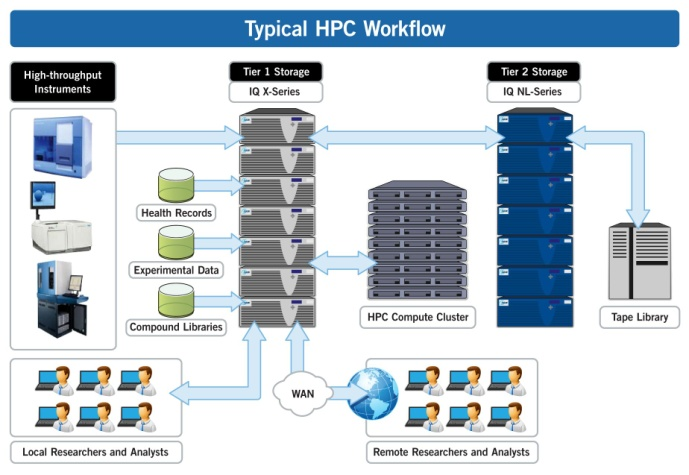 Typical HPC Workflow
High-throughput
Instruments
Tier 1 Storage
IQ X-Series
Tier 2 Storage
IQ NL-Series
Health Records
Experimental Data
Compound Libraries
HPC Compute Cluster
Tape Library
WAN
Local Researchers and Analysts
Remote Researchers and Analysts